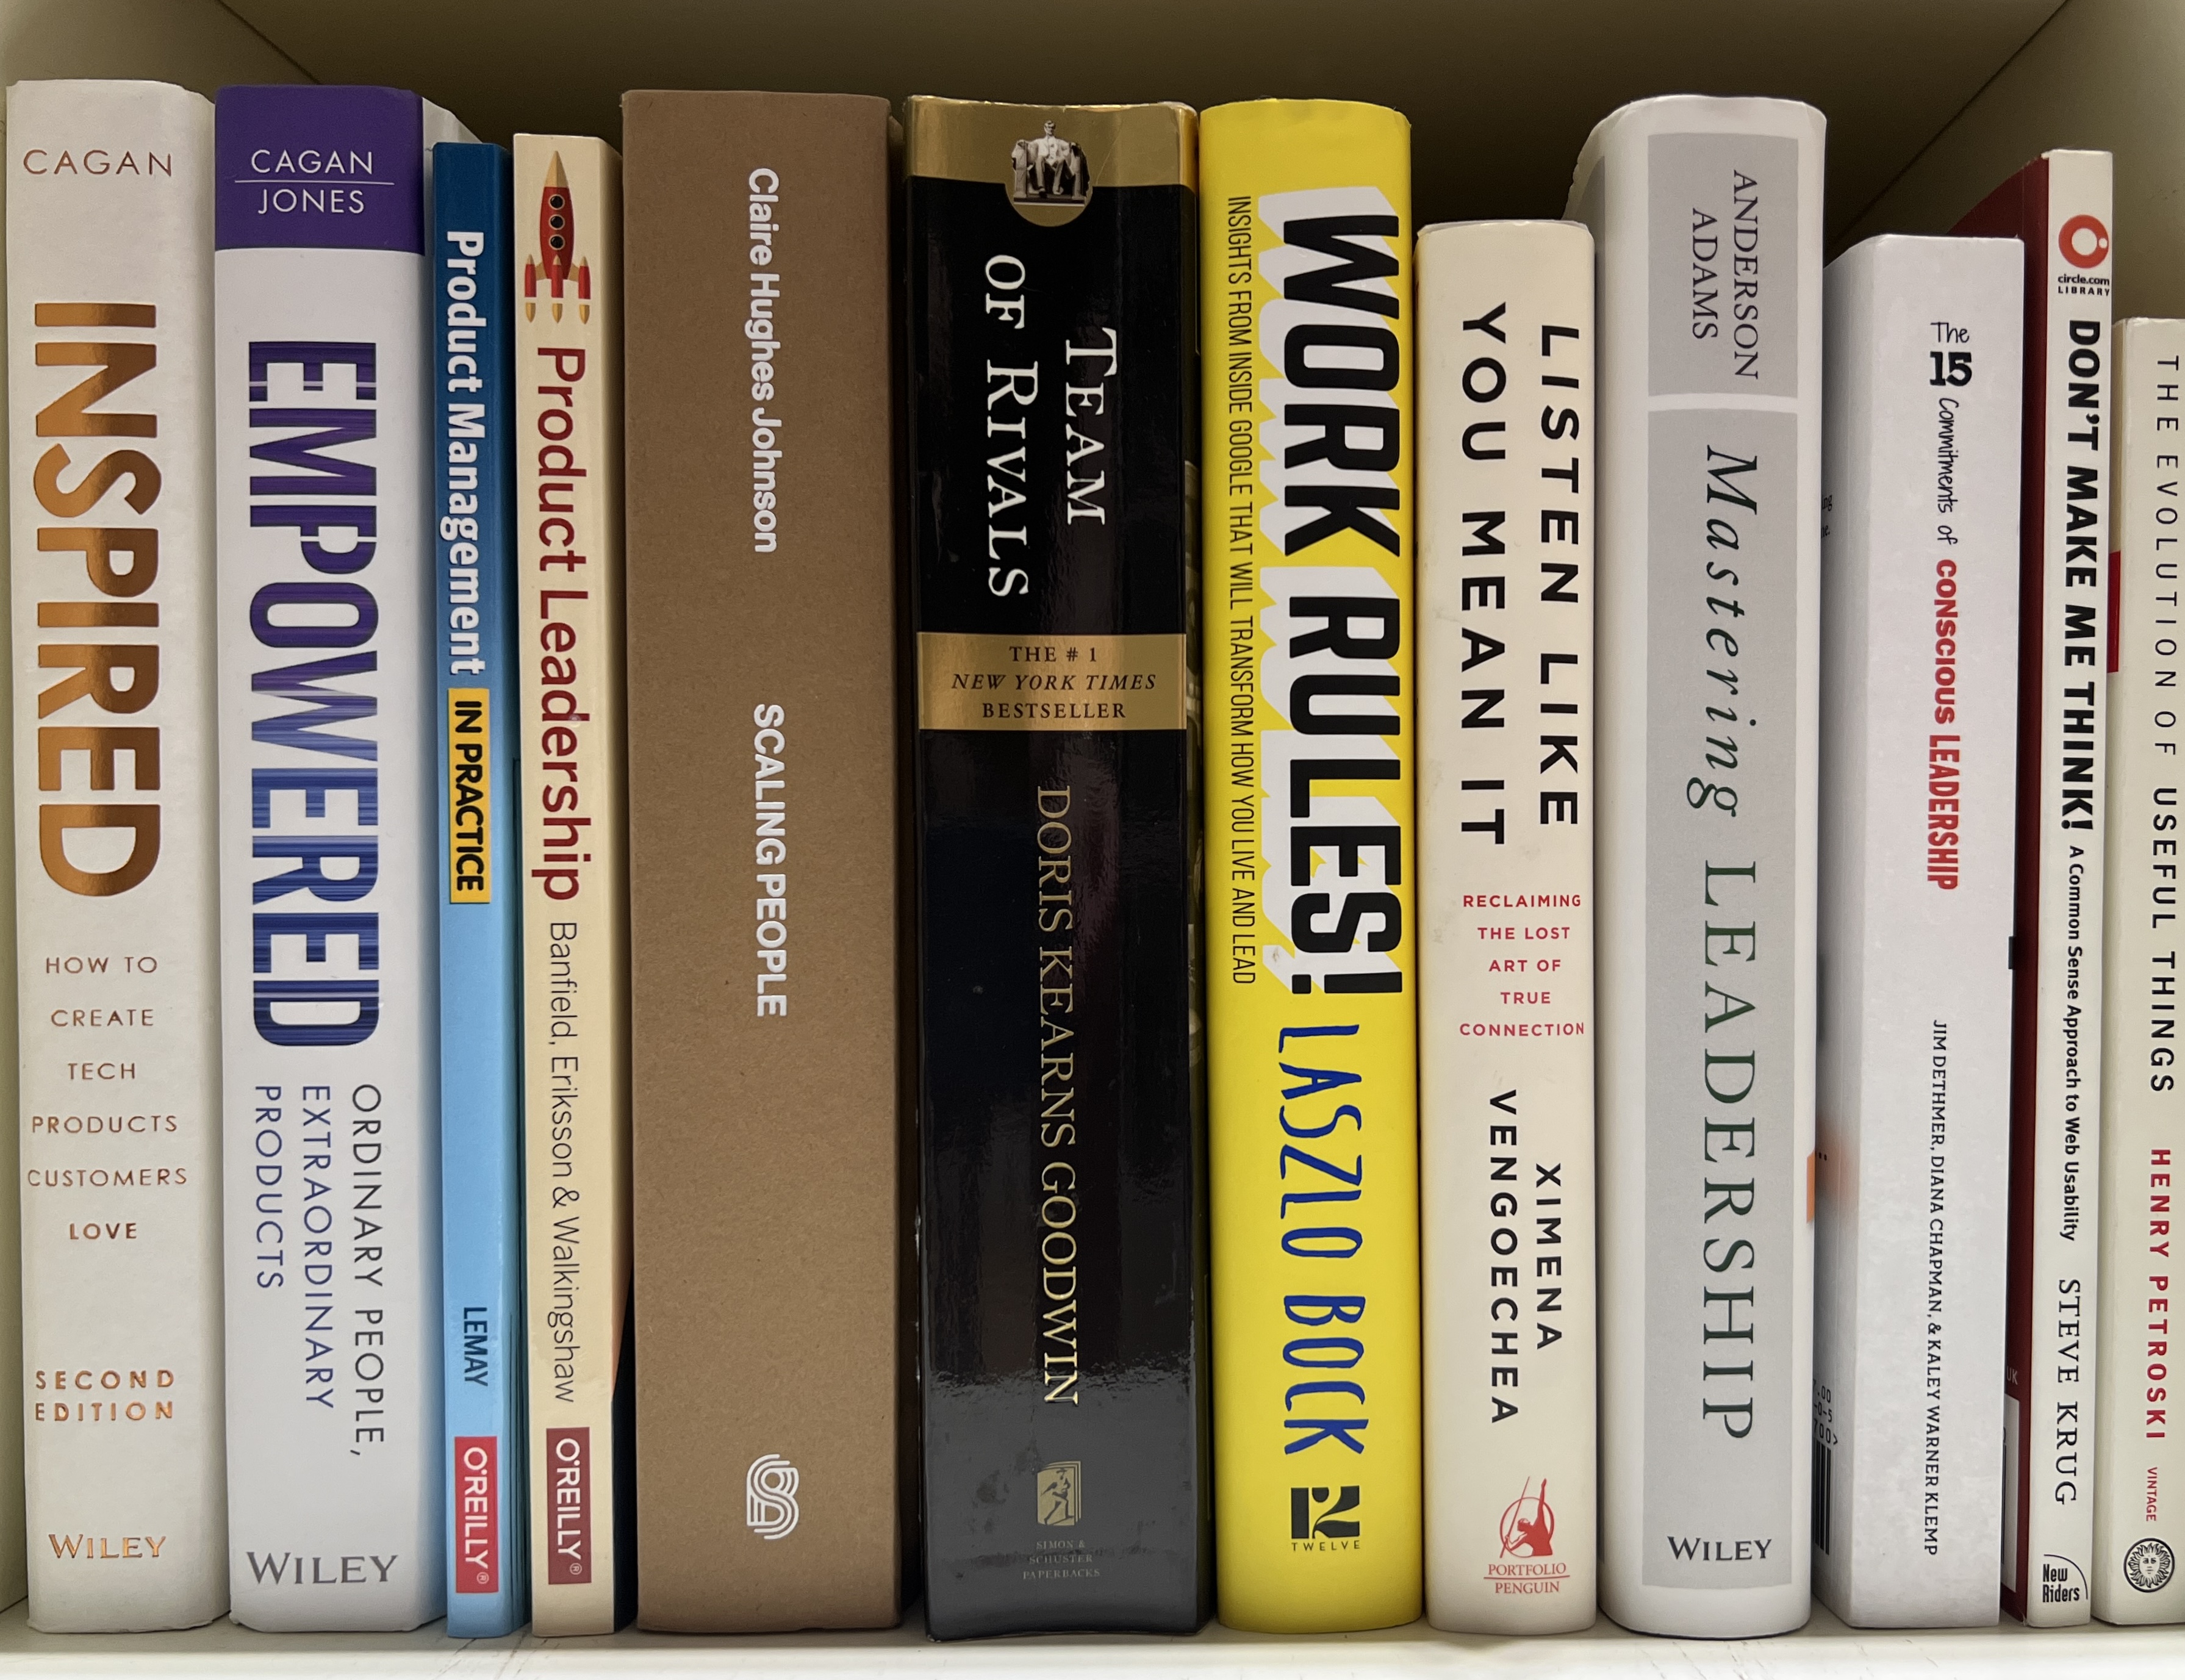 CAGAN
INSPIRED
HOW TO
CREATE
TECH
PRODUCTS
CUSTOMERS
LOVE
SECOND
EDITION
WILEY
CAGAN
JONES
EMPOWERED
ORDINARY PEOPLE,
EXTRAORDINARY
PRODUCTS
WILEY
Product Management
IN PRACTICE
LEMAY
O'REILLY®
Product Leadership
Banfield, Eriksson & Walkingshaw
O'REILLY®
Claire Hughes Johnson
SCALING PEOPLE
TEAM
OF RIVALS
THE # 1
NEW YORK TIMES
BESTSELLER
DORIS KEARNS GOODWIN
SIMON &
SCHUSTER
PAPERBACKS
WORK RULES!
INSIGHTS FROM INSIDE GOOGLE THAT WILL TRANSFORM HOW YOU LIVE AND LEAD
LASZLO BOCK
TWELVE
LISTEN LIKE
YOU MEAN IT
RECLAIMING
THE LOST
ART OF
TRUE
CONNECTION
XIMENA
VENGOECHEA
PORTFOLIO
PENGUIN
ANDERSON
ADAMS
Mastering LEADERSHIP
WILEY
The
15
Commitments of
CONSCIOUS LEADERSHIP
JIM DETHMER, DIANA CHAPMAN, & KALEY WARNER KLEMP
circle.com
LIBRARY
DON'T MAKE ME THINK!
A Common Sense Approach to Web Usability
STEVE KRUG
New
Riders
THE EVOLUTION OF USEFUL THINGS
HENRY PETROSKI
VINTAGE